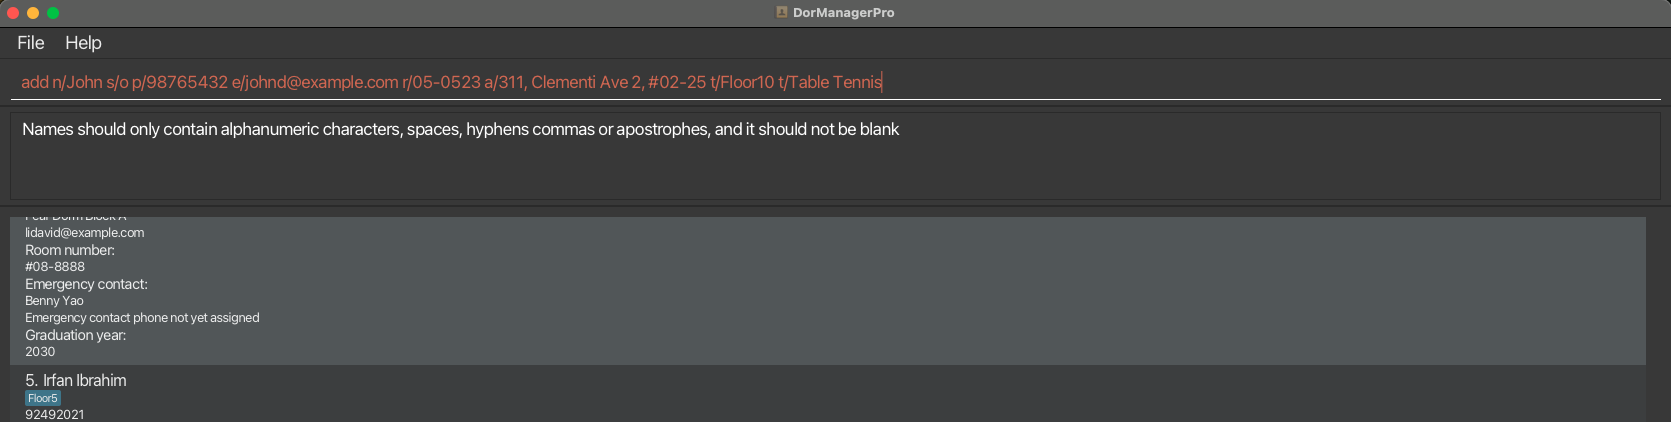 DorManagerPro
File Help
add n/John s/o p/98765432 e/johnd@example.com r/05-0523 a/311, Clementi Ave 2, #02-25 t/Floor10 t/Table Tennis
Names should only contain alphanumeric characters, spaces, hyphens commas or apostrophes, and it should not be blank
Dorm Block A
lidavid@example.com
Room number:
#08-8888
Emergency contact:
Benny Yao
Emergency contact phone not yet assigned
Graduation year:
2030
5. Irfan Ibrahim
Floor5
92492021